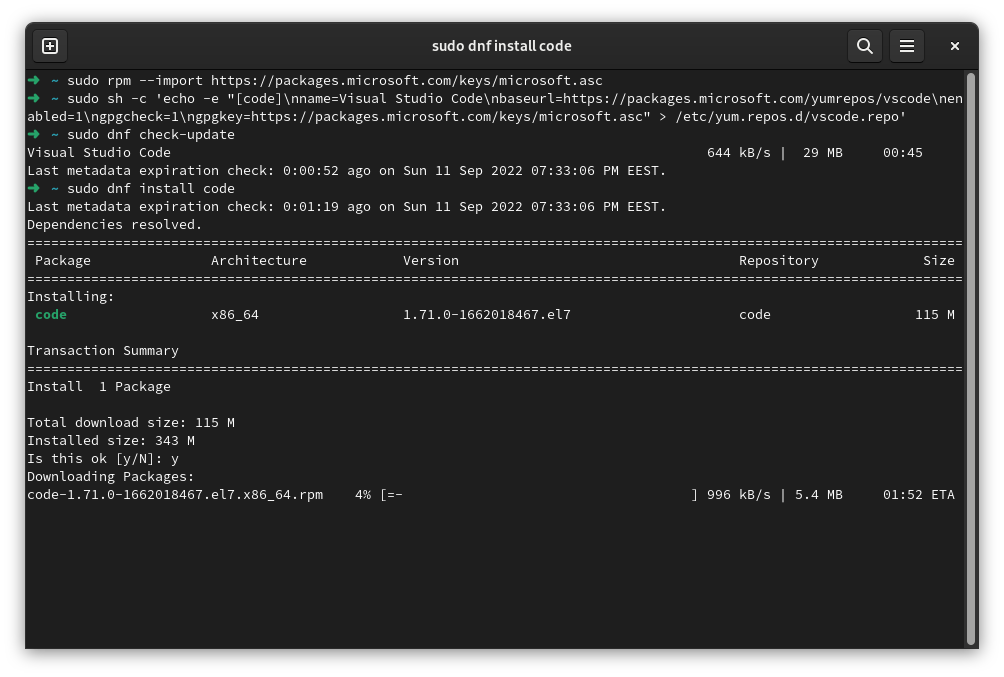 sudo dnf install code
➜ ~ sudo rpm --import https://packages.microsoft.com/keys/microsoft.asc
➜ ~ sudo sh -c 'echo -e "[code]\nname=Visual Studio Code\nbaseurl=https://packages.microsoft.com/yumrepos/vscode\nen
abled=1\ngpgcheck=1\ngpgkey=https://packages.microsoft.com/keys/microsoft.asc" > /etc/yum.repos.d/vscode.repo'
➜ ~ sudo dnf check-update
Visual Studio Code 644 kB/s | 29 MB 00:45
Last metadata expiration check: 0:00:52 ago on Sun 11 Sep 2022 07:33:06 PM EEST.
➜ ~ sudo dnf install code
Last metadata expiration check: 0:01:19 ago on Sun 11 Sep 2022 07:33:06 PM EEST.
Dependencies resolved.
=====================================================================================================================
Package Architecture Version Repository Size
=====================================================================================================================
Installing:
code x86_64 1.71.0-1662018467.el7 code 115 M
Transaction Summary
=====================================================================================================================
Install 1 Package
Total download size: 115 M
Installed size: 343 M
Is this ok [y/N]: y
Downloading Packages:
code-1.71.0-1662018467.el7.x86_64.rpm 4% [=- ] 996 kB/s | 5.4 MB 01:52 ETA